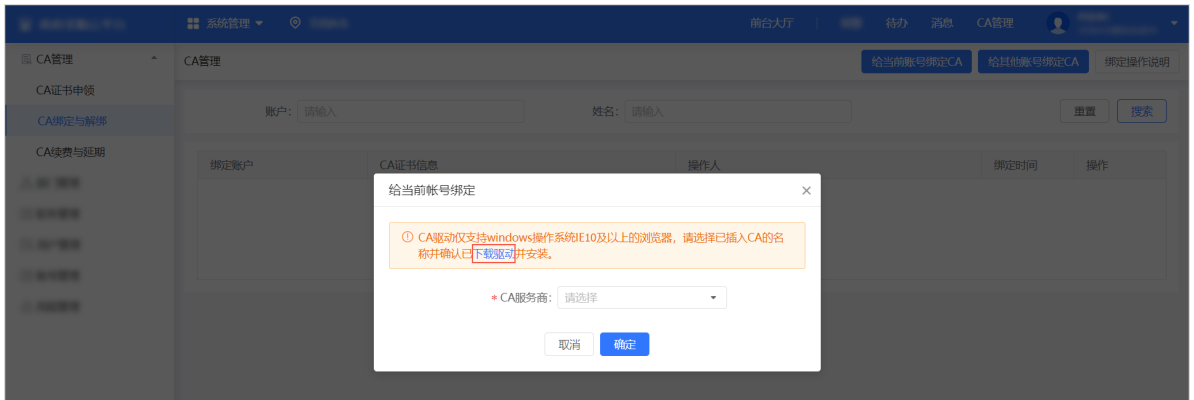 系统管理
前台大厅
待办
消息
CA管理
CA管理
CA证书申领
CA绑定与解绑
CA续费与延期
CA管理
给当前账号绑定CA
给其他账号绑定CA
绑定操作说明
账户：
请输入
姓名：
请输入
重置
搜索
绑定账户
CA证书信息
操作人
绑定时间
操作
给当前帐号绑定
CA驱动仅支持windows操作系统IE10及以上的浏览器，请选择已插入CA的名
称并确认已下载驱动并安装。
* CA服务商：
请选择
取消
确定